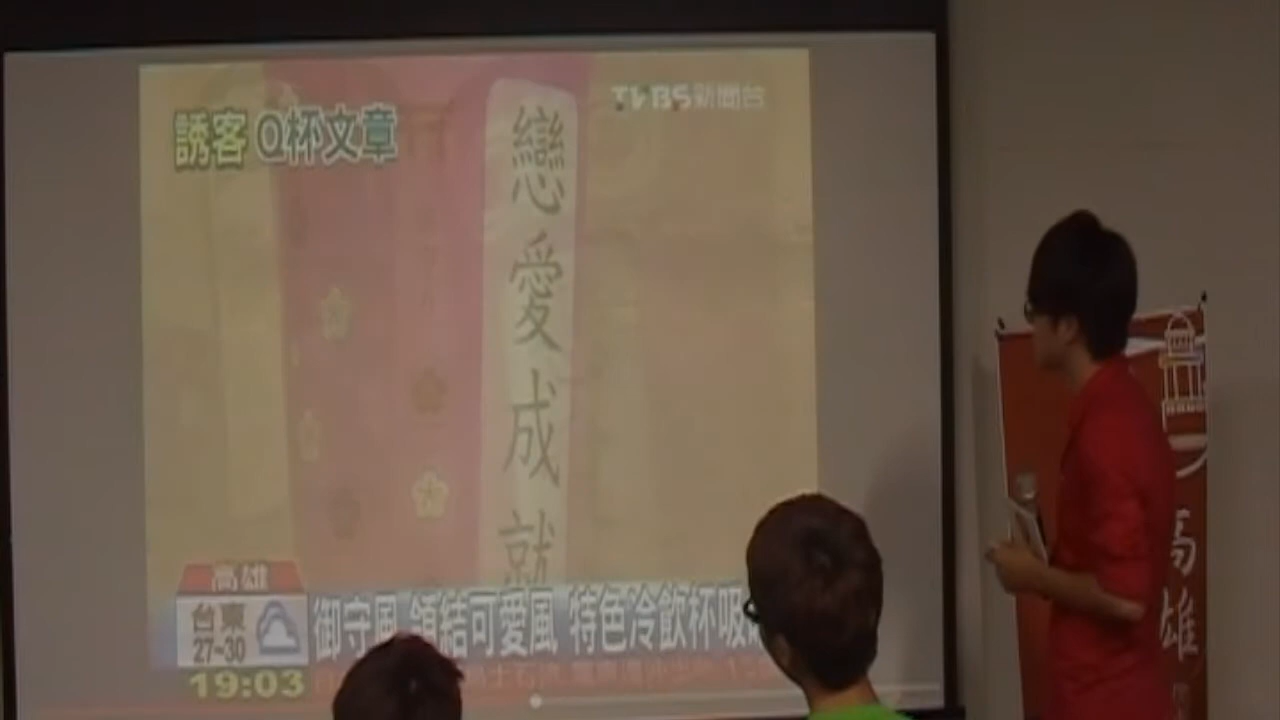 TVBS新聞台
誘客 Q杯文章
戀愛成就
高雄
台東
27-30
御守風 領結可愛風 特色冷飲杯吸
19:03
高雄